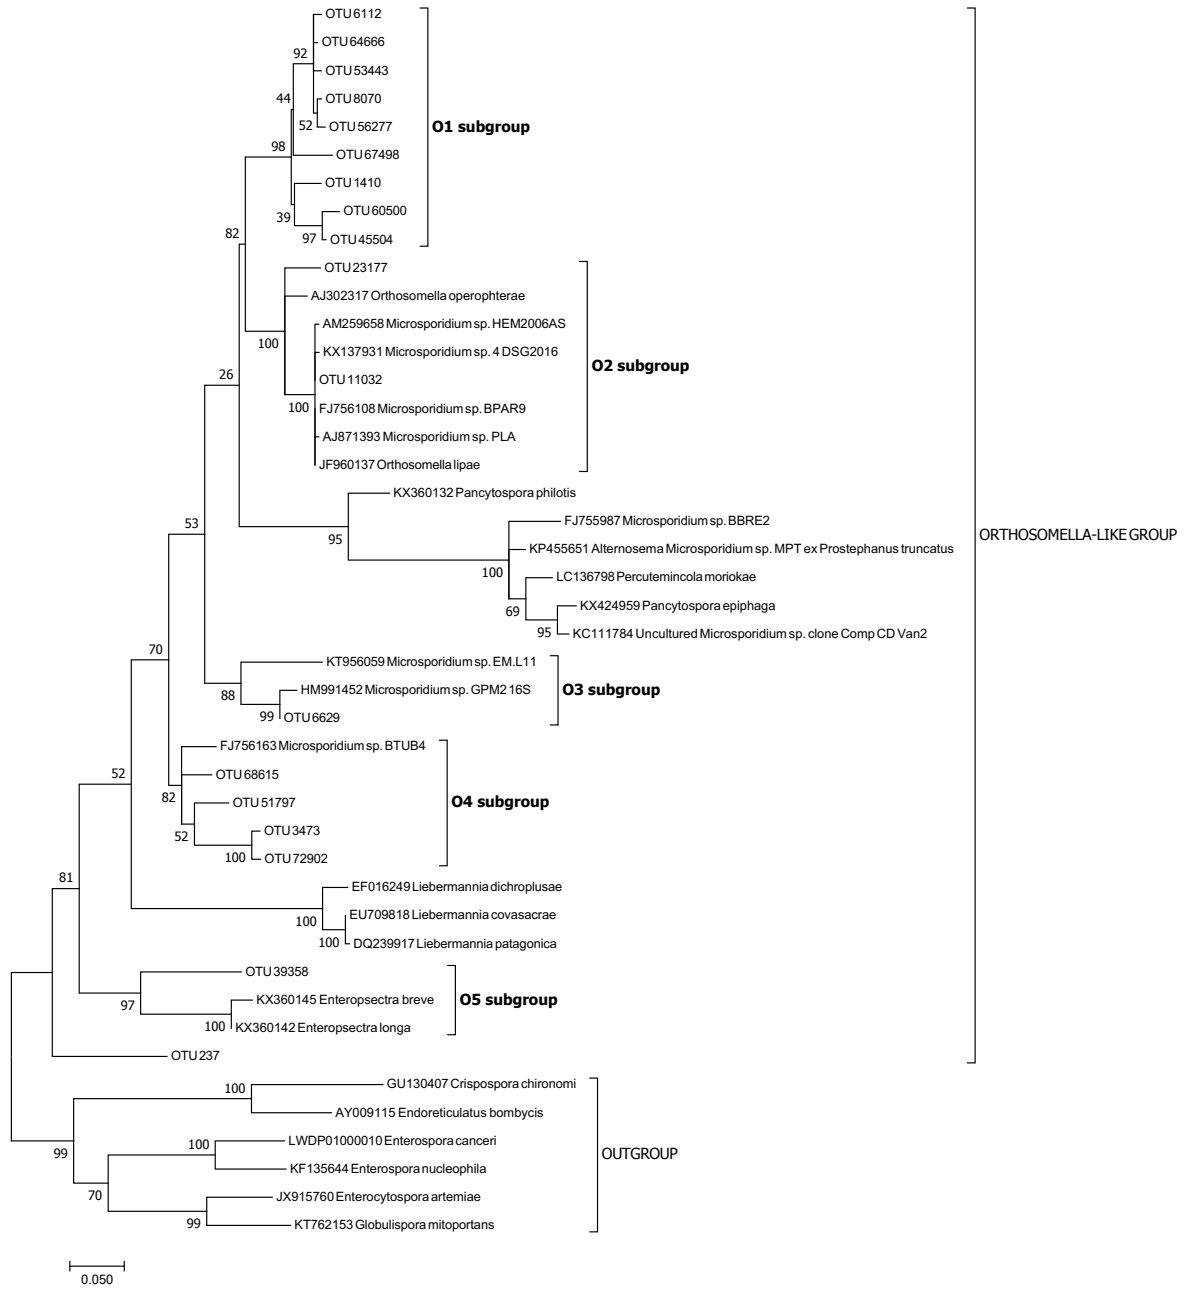 OTU 6112
OTU 64666
92
OTU 53443
44
OTU 8070
52
OTU 56277
O1 subgroup
98
OTU 67498
OTU 1410
39
OTU 60500
97
OTU 45504
82
OTU 23177
AJ302317 Orthosomella operophterae
AM259658 Microsporidium sp. HEM2006AS
100
KX137931 Microsporidium sp. 4 DSG2016
O2 subgroup
26
OTU 11032
100
FJ756108 Microsporidium sp. BPAR9
AJ871393 Microsporidium sp. PLA
JF960137 Orthosomella lipae
KX360132 Pancytospora philotis
53
FJ755987 Microsporidium sp. BBRE2
95
ORTHOSOMELLA-LIKE GROUP
KP455651 Alternosema Microsporidium sp. MPT ex Prostephanus truncatus
100
LC136798 Percutemincola moriokae
69
KX424959 Pancytospora epiphaga
95
KC111784 Uncultured Microsporidium sp. clone Comp CD Van2
70
KT956059 Microsporidium sp. EM.L11
88
HM991452 Microsporidium sp. GPM2 16S
O3 subgroup
99
OTU 6629
FJ756163 Microsporidium sp. BTUB4
52
OTU 68615
82
OTU 51797
O4 subgroup
52
OTU 3473
100
OTU 72902
81
EF016249 Liebermannia dichroplusae
100
EU709818 Liebermannia covasacrae
100
DQ239917 Liebermannia patagonica
OTU 39358
97
KX360145 Enteropsectra breve
O5 subgroup
100
KX360142 Enteropsectra longa
OTU 237
100
GU130407 Crispospora chironomi
AY009115 Endoreticulatus bombycis
99
100
LWDP01000010 Enterospora canceri
OUTGROUP
KF135644 Enterospora nucleophila
70
JX915760 Enterocytospora artemiae
99
KT762153 Globulispora mitoportans
0.050